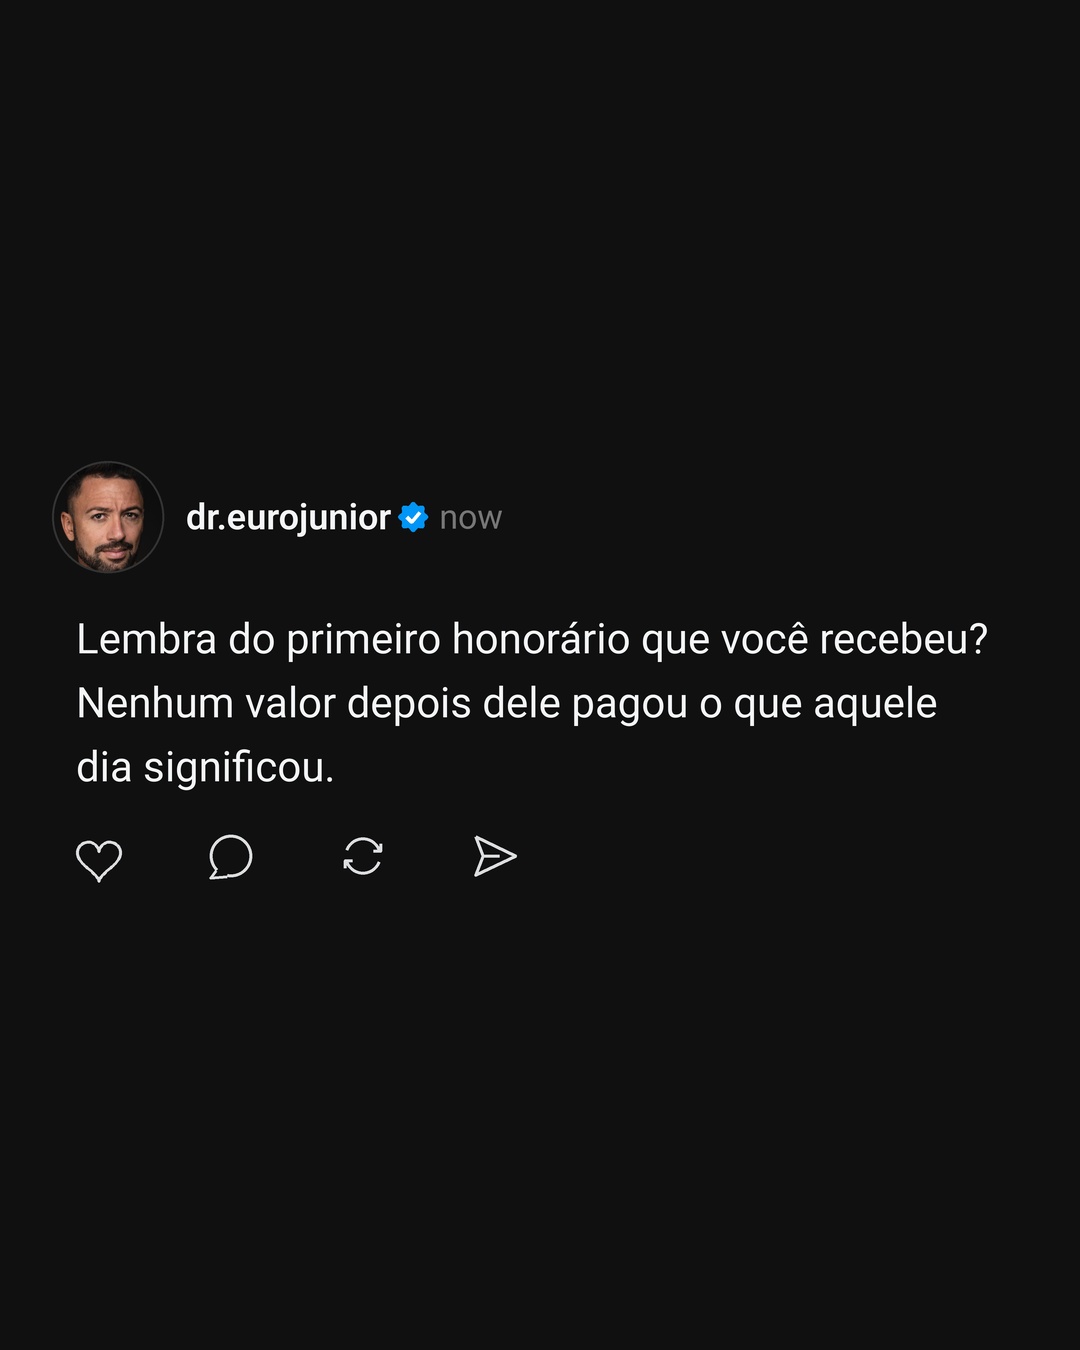 dr.eurojunior now
Lembra do primeiro honorário que você recebeu?
Nenhum valor depois dele pagou o que aquele
dia significou.